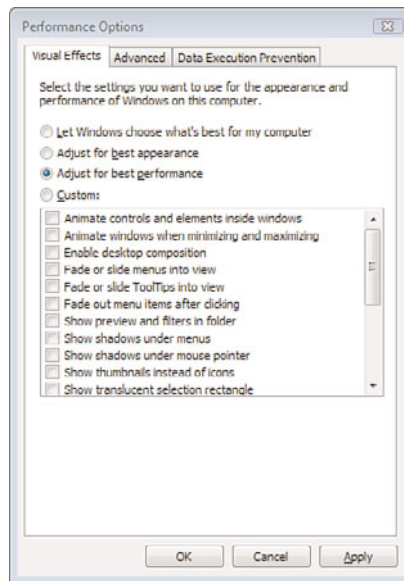 Performance Options
Visual Effects Advanced Data Execution Prevention
Select the settings you want to use for the appearance and
performance of Windows on this computer.
Let Windows choose what's best for my computer
Adjust for best appearance
Adjust for best performance
Custom:
Animate controls and elements inside windows
Animate windows when minimizing and maximizing
Enable desktop composition
Fade or slide menus into view
Fade or slide ToolTips into view
Fade out menu items after clicking
Show preview and filters in folder
Show shadows under menus
Show shadows under mouse pointer
Show thumbnails instead of icons
Show translucent selection rectangle
OK Cancel Apply